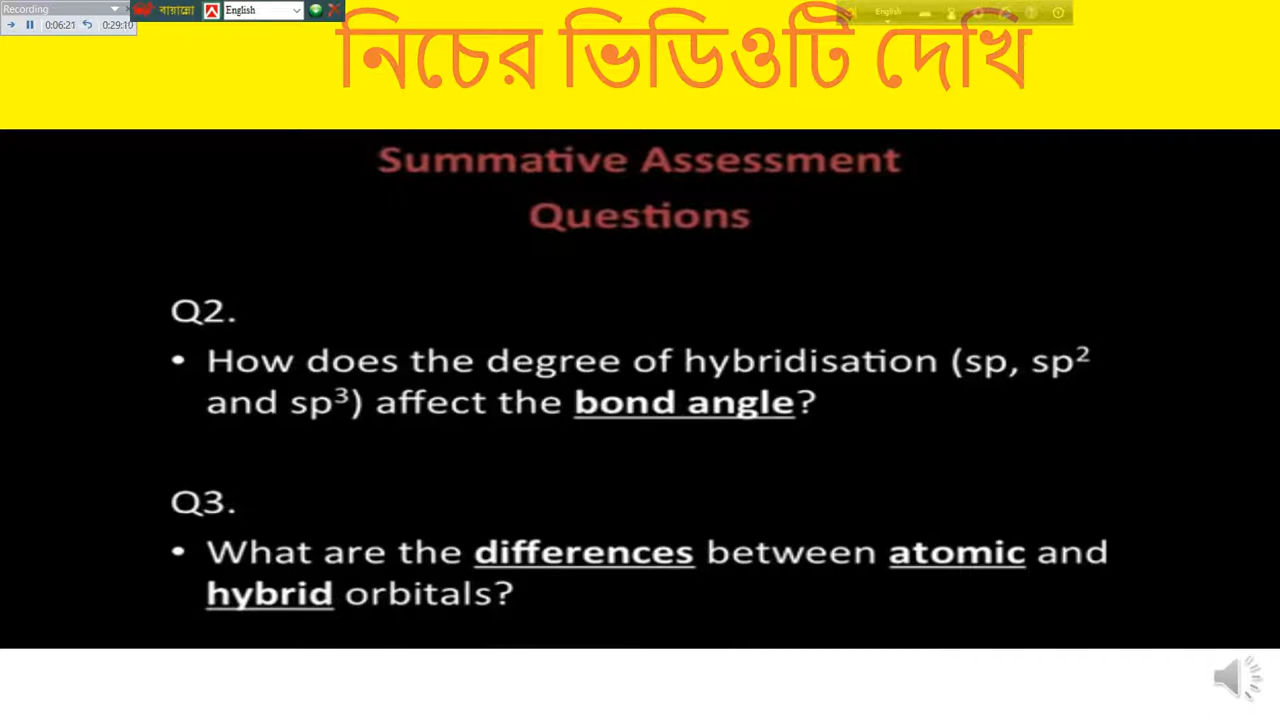 Recording
বায়ান্নো
English
English
0:06:21
0:29:10
নিচের ভিডিওটি দেখি
Summative Assessment
Questions
Q2.
• How does the degree of hybridisation (sp, sp²
and sp³) affect the bond angle?
Q3.
• What are the differences between atomic and
hybrid orbitals?